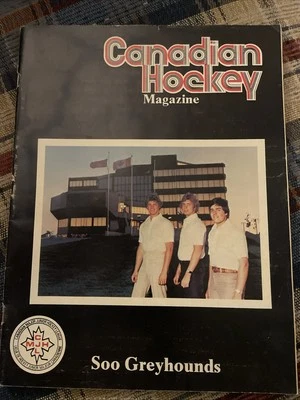 Canadian
Hockey
Magazine
C
M J H
L
Soo Greyhounds